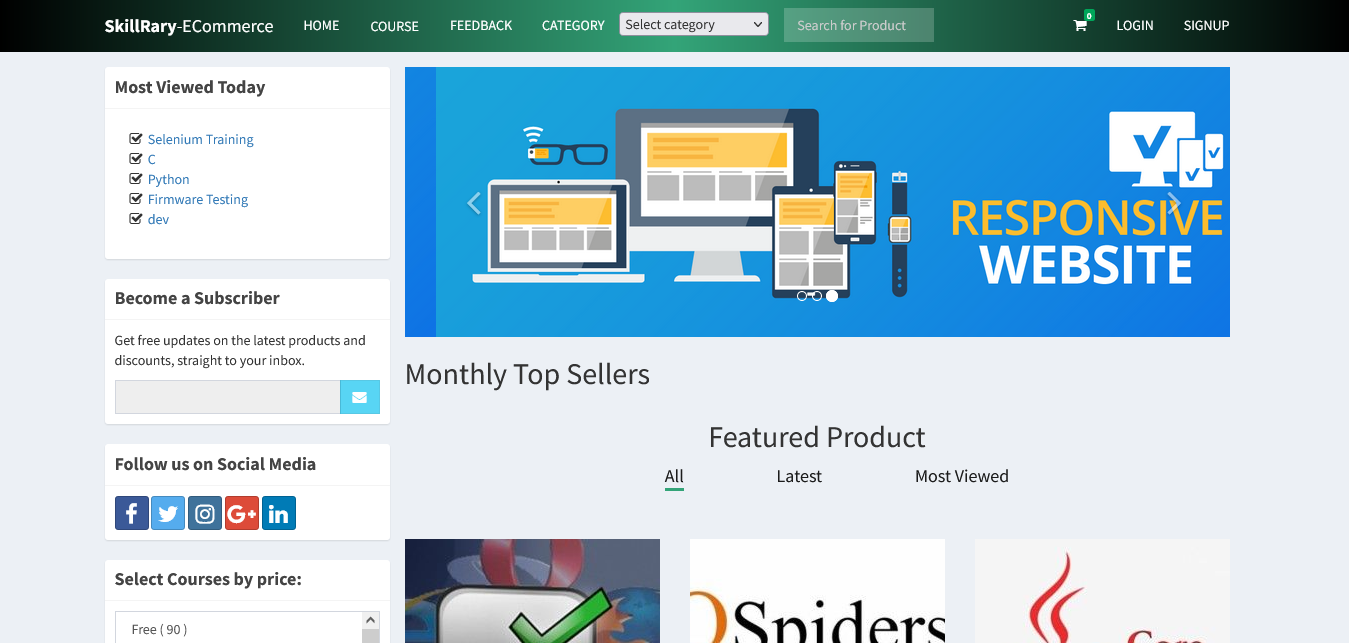 SkillRary-ECommerce HOME COURSE FEEDBACK CATEGORY Select category Search for Product 0 LOGIN SIGNUP
Most Viewed Today
Selenium Training
C
Python
Firmware Testing
dev
Become a Subscriber
Get free updates on the latest products and
discounts, straight to your inbox.
Follow us on Social Media
f G+ in
Select Courses by price:
Free ( 90 )
RESPONSIVE
WEBSITE
Monthly Top Sellers
Featured Product
All Latest Most Viewed
QSpiders
Core